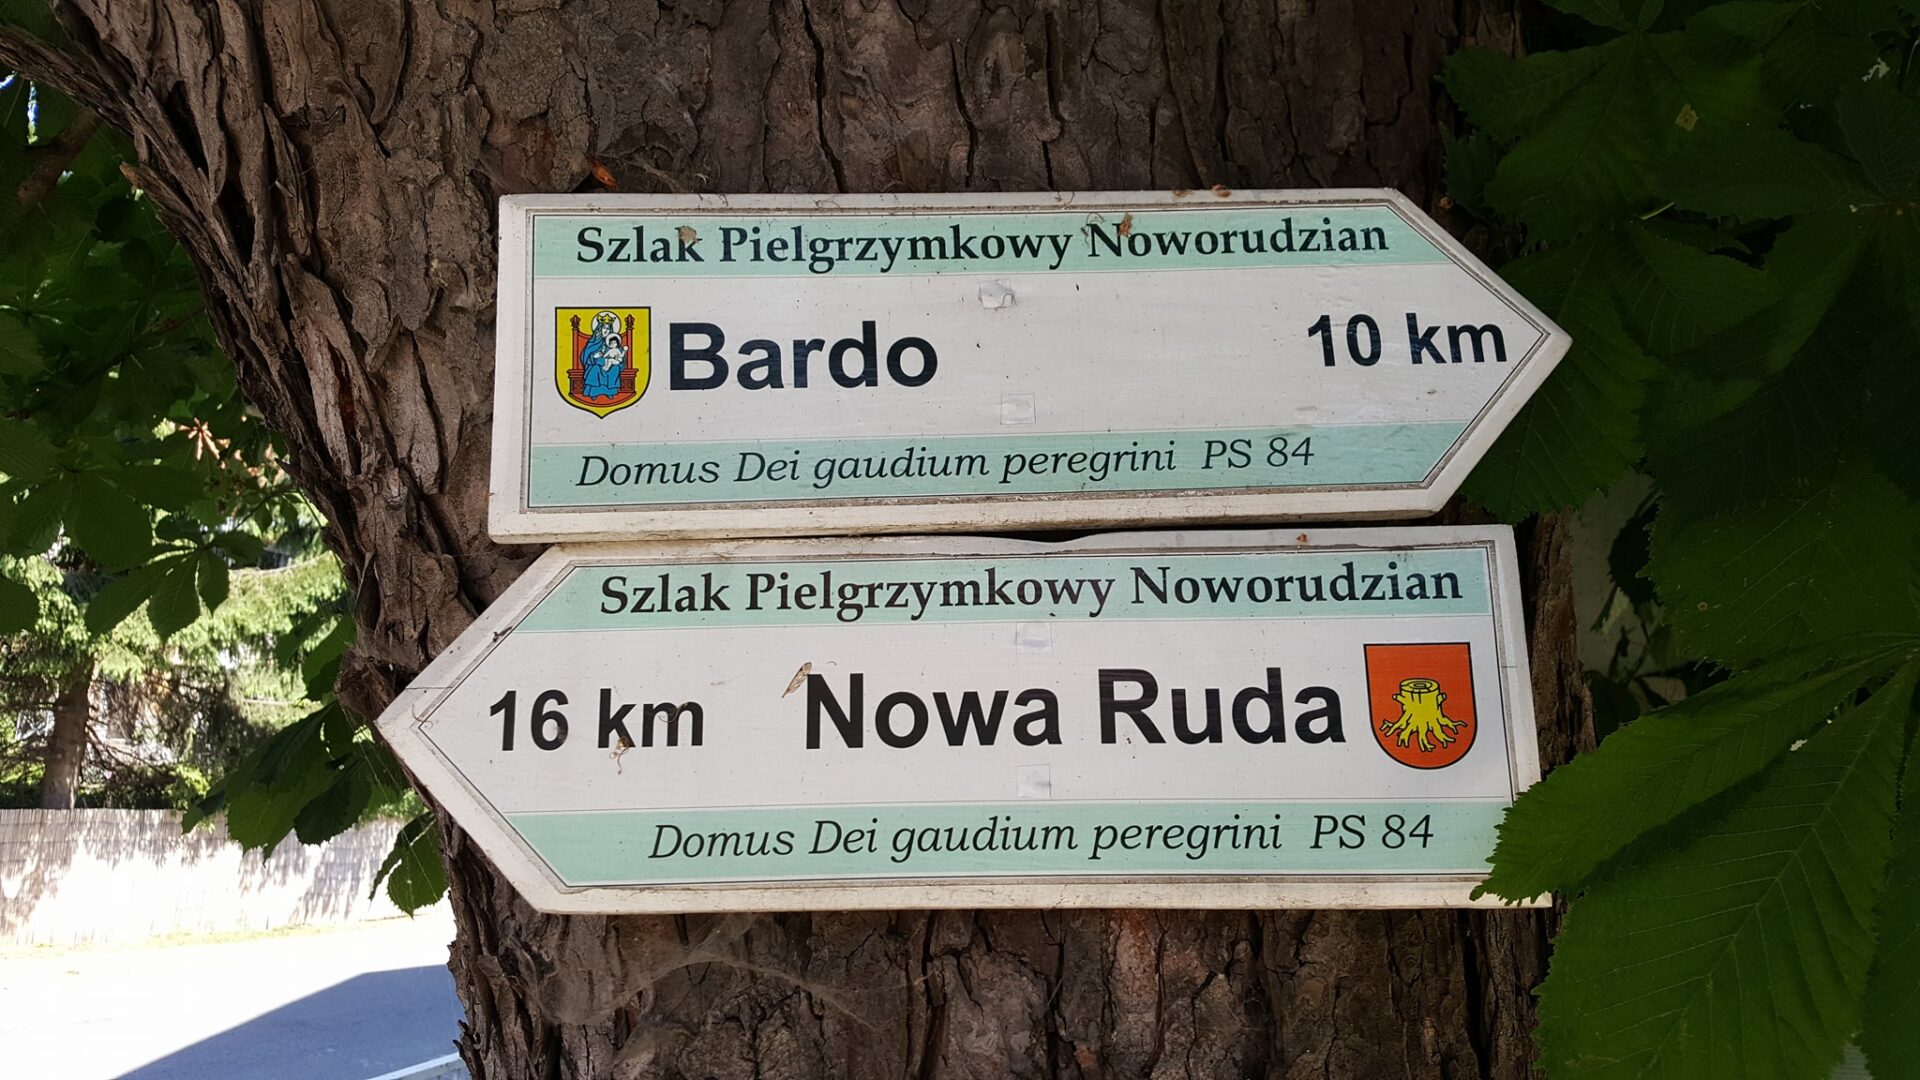 Szlak Pielgrzymkowy Noworudzian
Bardo 10 km
Domus Dei gaudium peregrini PS 84
Szlak Pielgrzymkowy Noworudzian
16 km Nowa Ruda
Domus Dei gaudium peregrini PS 84